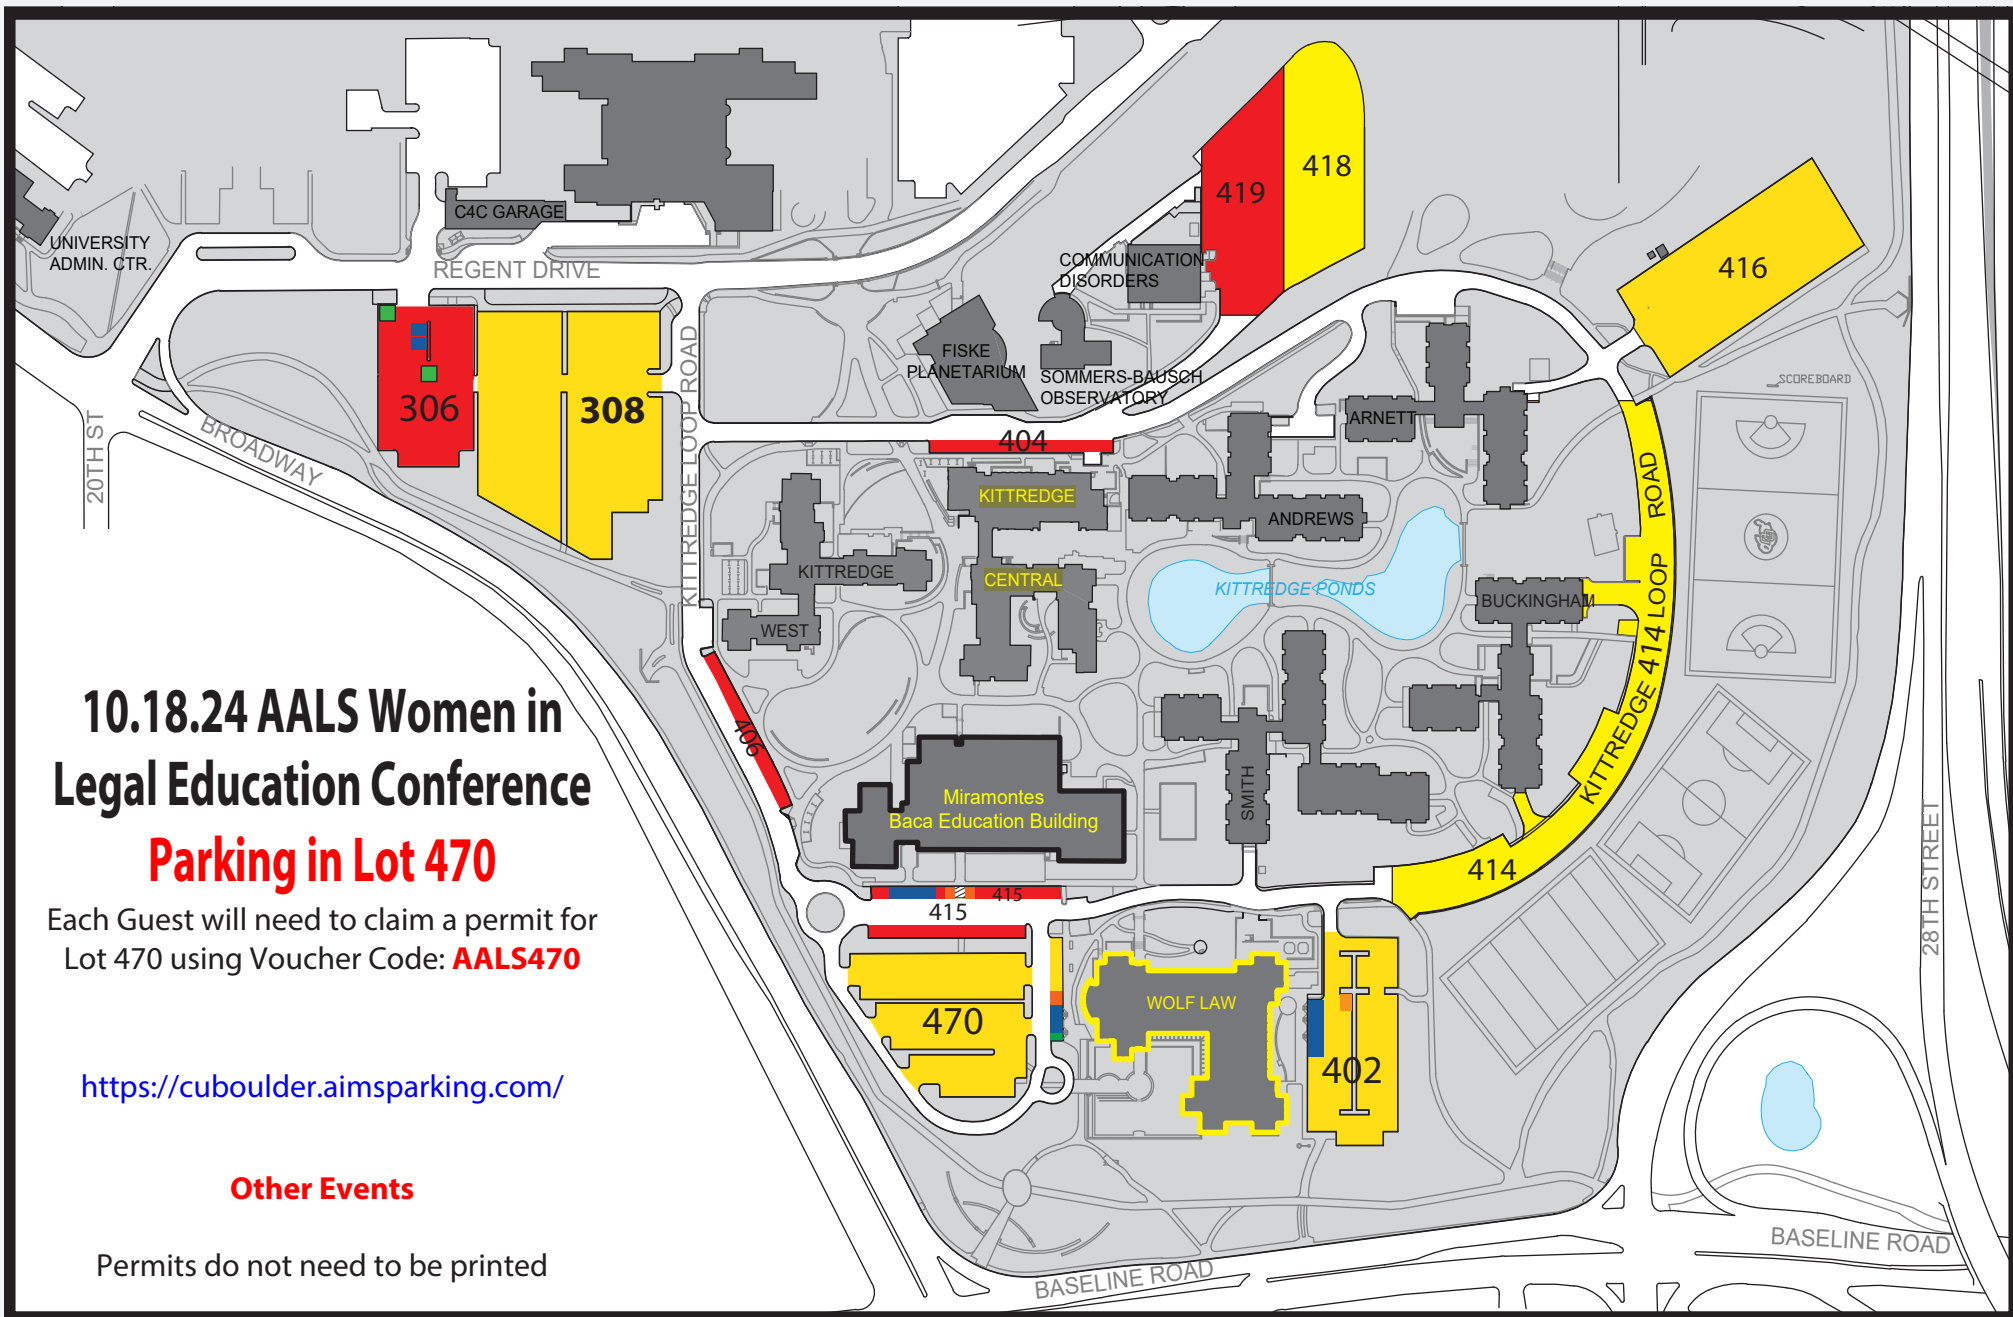 UNIVERSITY
ADMIN. CTR.
C4C GARAGE
REGENT DRIVE
419
418
416
COMMUNICATION
DISORDERS
FISKE
PLANETARIUM
SOMMERS-BAUSCH
OBSERVATORY
SCOREBOARD
306
308
20TH ST
BROADWAY
KITTREDGE LOOP ROAD
404
ARNETT
KITTREDGE
ANDREWS
CENTRAL
KITTREDGE
WEST
KITTREDGE PONDS
BUCKINGHAM
KITTREDGE 414 LOOP ROAD
406
SMITH
Miramontes
Baca Education Building
414
28TH STREET
415
415
470
WOLF LAW
402
BASELINE ROAD
BASELINE ROAD
10.18.24 AALS Women in
Legal Education Conference
Parking in Lot 470
Each Guest will need to claim a permit for
Lot 470 using Voucher Code: AALS470
https://cuboulder.aimsparking.com/
Other Events
Permits do not need to be printed